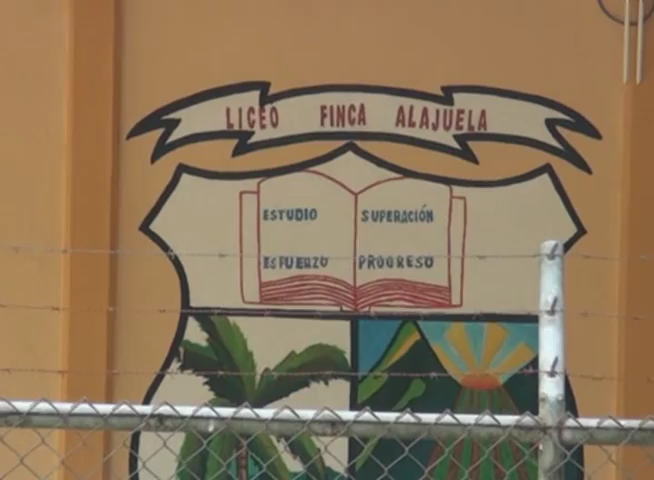 LICEO FINCA ALAJUELA
ESTUDIO SUPERACIÓN
ESFUERZO PROGRESO